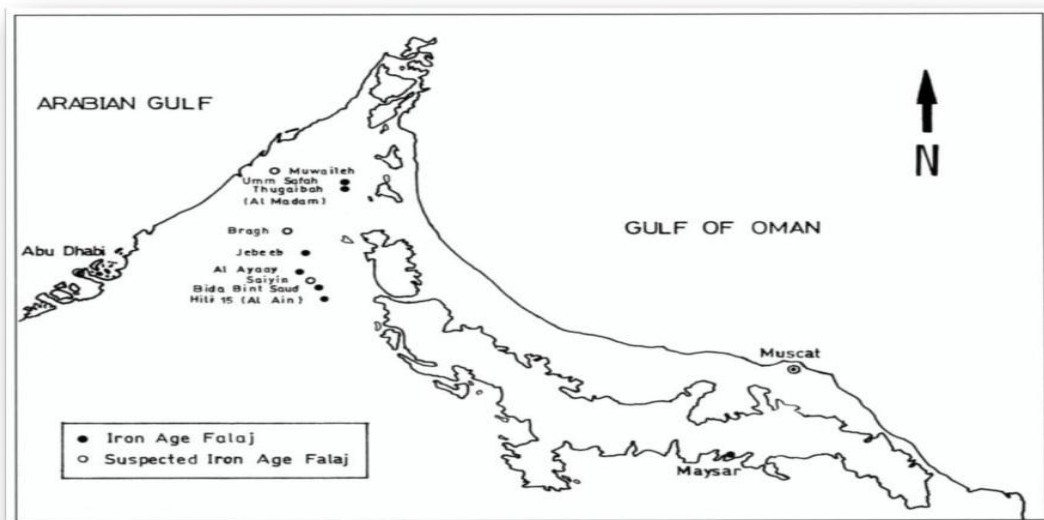 ARABIAN GULF
N
Muwaileh
Umm Safah
Thugaibah
(Al Madam)
GULF OF OMAN
Bragh
Abu Dhabi
Jebeeb
Al Ayaay
Saiyin
Bida Bint Saud
Hili 15 (Al Ain)
Muscat
Iron Age Falaj
Suspected Iron Age Falaj
Maysar